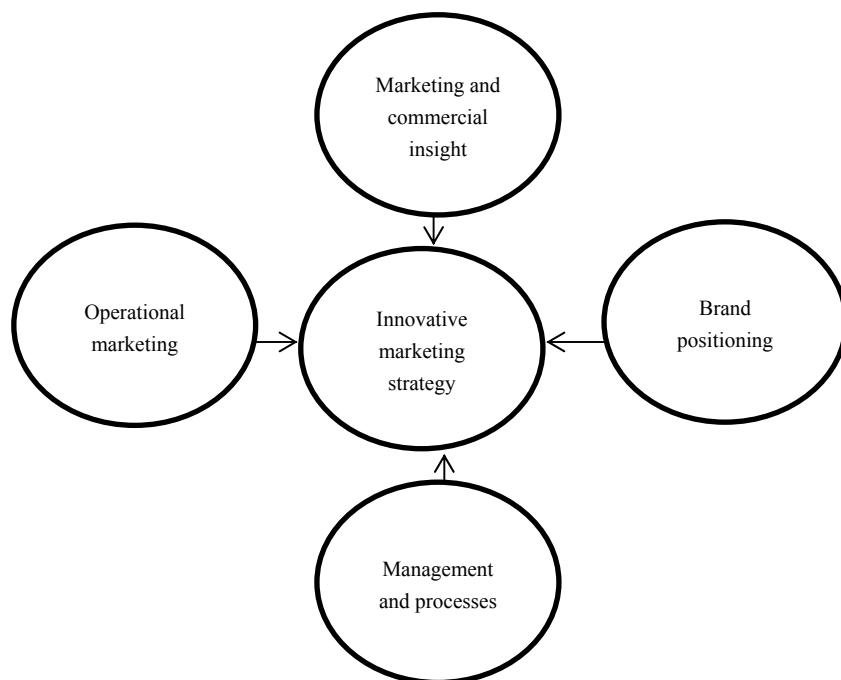 Marketing and
commercial
insight
Operational
marketing
Innovative
marketing
strategy
Brand
positioning
Management
and processes